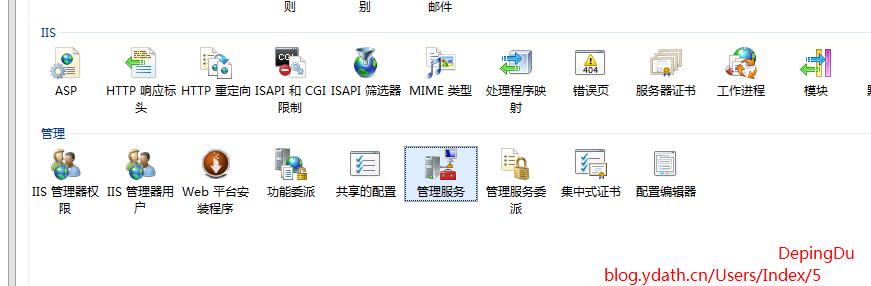 则 别 邮件
IIS
ASP HTTP 响应标 HTTP 重定向 ISAPI 和 CGI ISAPI 筛选器 MIME 类型 处理程序映 错误页 服务器证书 工作进程 模块
头 限制 射
管理
IIS 管理器权 IIS 管理器用 Web 平台安 功能委派 共享的配置 管理服务 管理服务委 集中式证书 配置编辑器
限 户 装程序 派
DepingDu
blog.ydath.cn/Users/Index/5